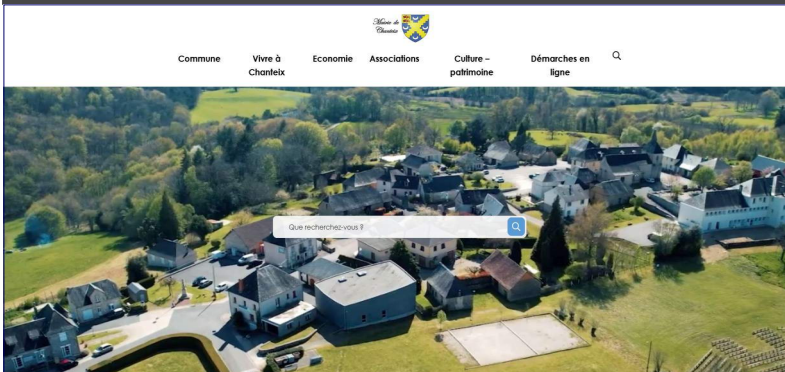 Mairie de
Chanteix
Commune
Vivre à
Chanteix
Economie
Associations
Culture –
patrimoine
Démarches en
ligne
Que recherchez-vous ?